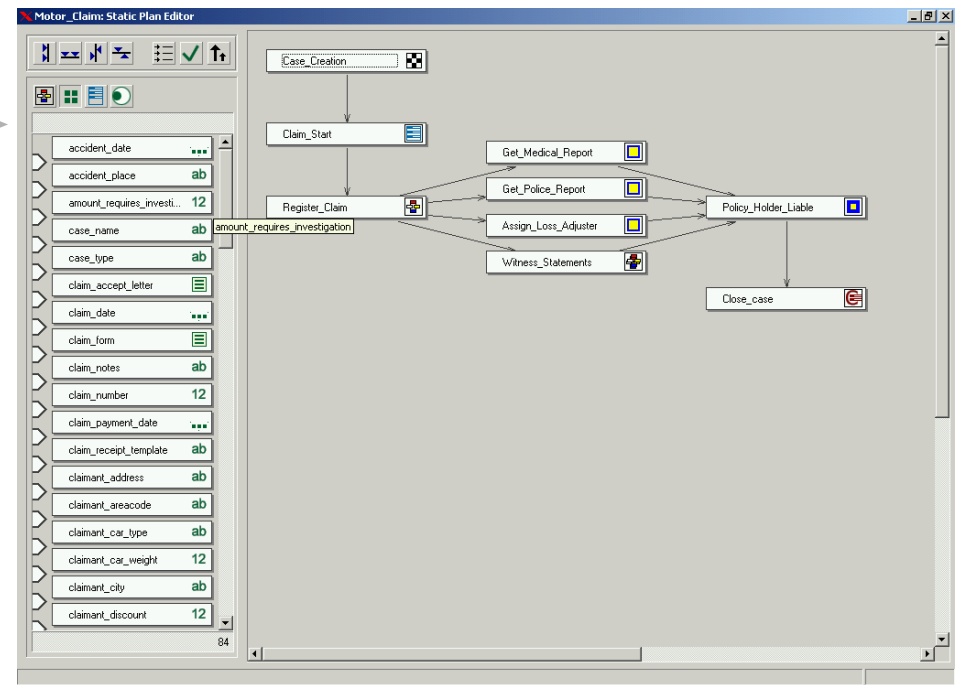 Motor_Claim: Static Plan Editor
accident_date
accident_place ab
amount_requires_investi... 12
amount_requires_investigation
case_name ab
case_type ab
claim_accept_letter
claim_date
claim_form
claim_notes ab
claim_number 12
claim_payment_date
claim_receipt_template ab
claimant_address ab
claimant_areacode ab
claimant_car_type ab
claimant_car_weight 12
claimant_city ab
claimant_discount 12
84
Case_Creation
Claim_Start
Register_Claim
Get_Medical_Report
Get_Police_Report
Assign_Loss_Adjuster
Witness_Statements
Policy_Holder_Liable
Close_case